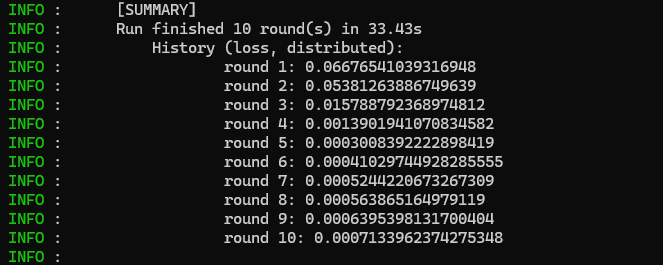 INFO : [SUMMARY]
INFO : Run finished 10 round(s) in 33.43s
INFO : History (loss, distributed):
INFO : round 1: 0.06676541039316948
INFO : round 2: 0.05381263886749639
INFO : round 3: 0.015788792368974812
INFO : round 4: 0.0013901941070834582
INFO : round 5: 0.0003008392222898419
INFO : round 6: 0.00041029744928285555
INFO : round 7: 0.0005244220673267309
INFO : round 8: 0.000563865164979119
INFO : round 9: 0.0006395398131700404
INFO : round 10: 0.0007133962374275348
INFO :